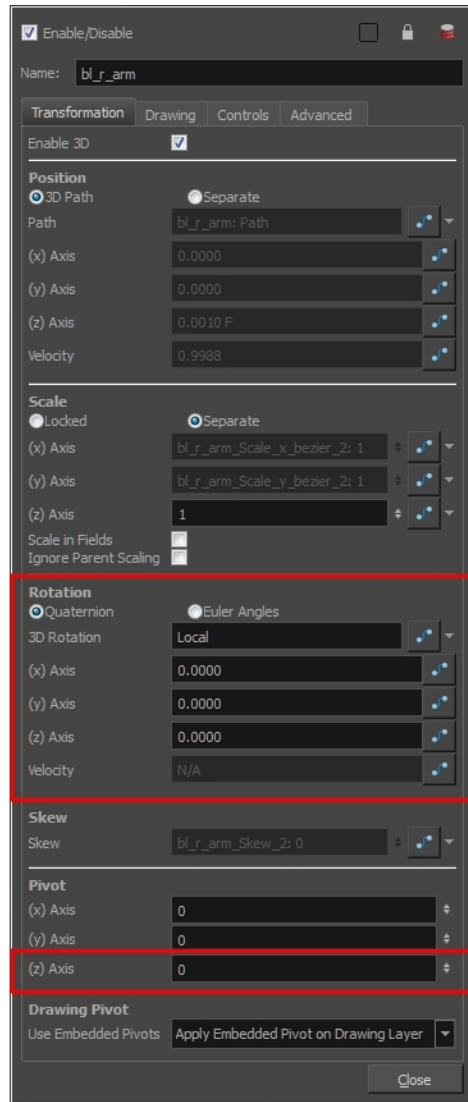 Enable/Disable
Name: bl_r_arm
Transformation Drawing Controls Advanced
Enable 3D
Position
3D Path Separate
Path bl_r_arm: Path
(x) Axis 0.0000
(y) Axis 0.0000
(z) Axis 0.0010 F
Velocity 0.9988
Scale
Locked Separate
(x) Axis bl_r_arm_Scale_x_bezier_2: 1
(y) Axis bl_r_arm_Scale_y_bezier_2: 1
(z) Axis 1
Scale in Fields
Ignore Parent Scaling
Rotation
Quaternion Euler Angles
3D Rotation Local
(x) Axis 0.0000
(y) Axis 0.0000
(z) Axis 0.0000
Velocity N/A
Skew
Skew bl_r_arm_Skew_2: 0
Pivot
(x) Axis 0
(y) Axis 0
(z) Axis 0
Drawing Pivot
Use Embedded Pivots Apply Embedded Pivot on Drawing Layer
Close